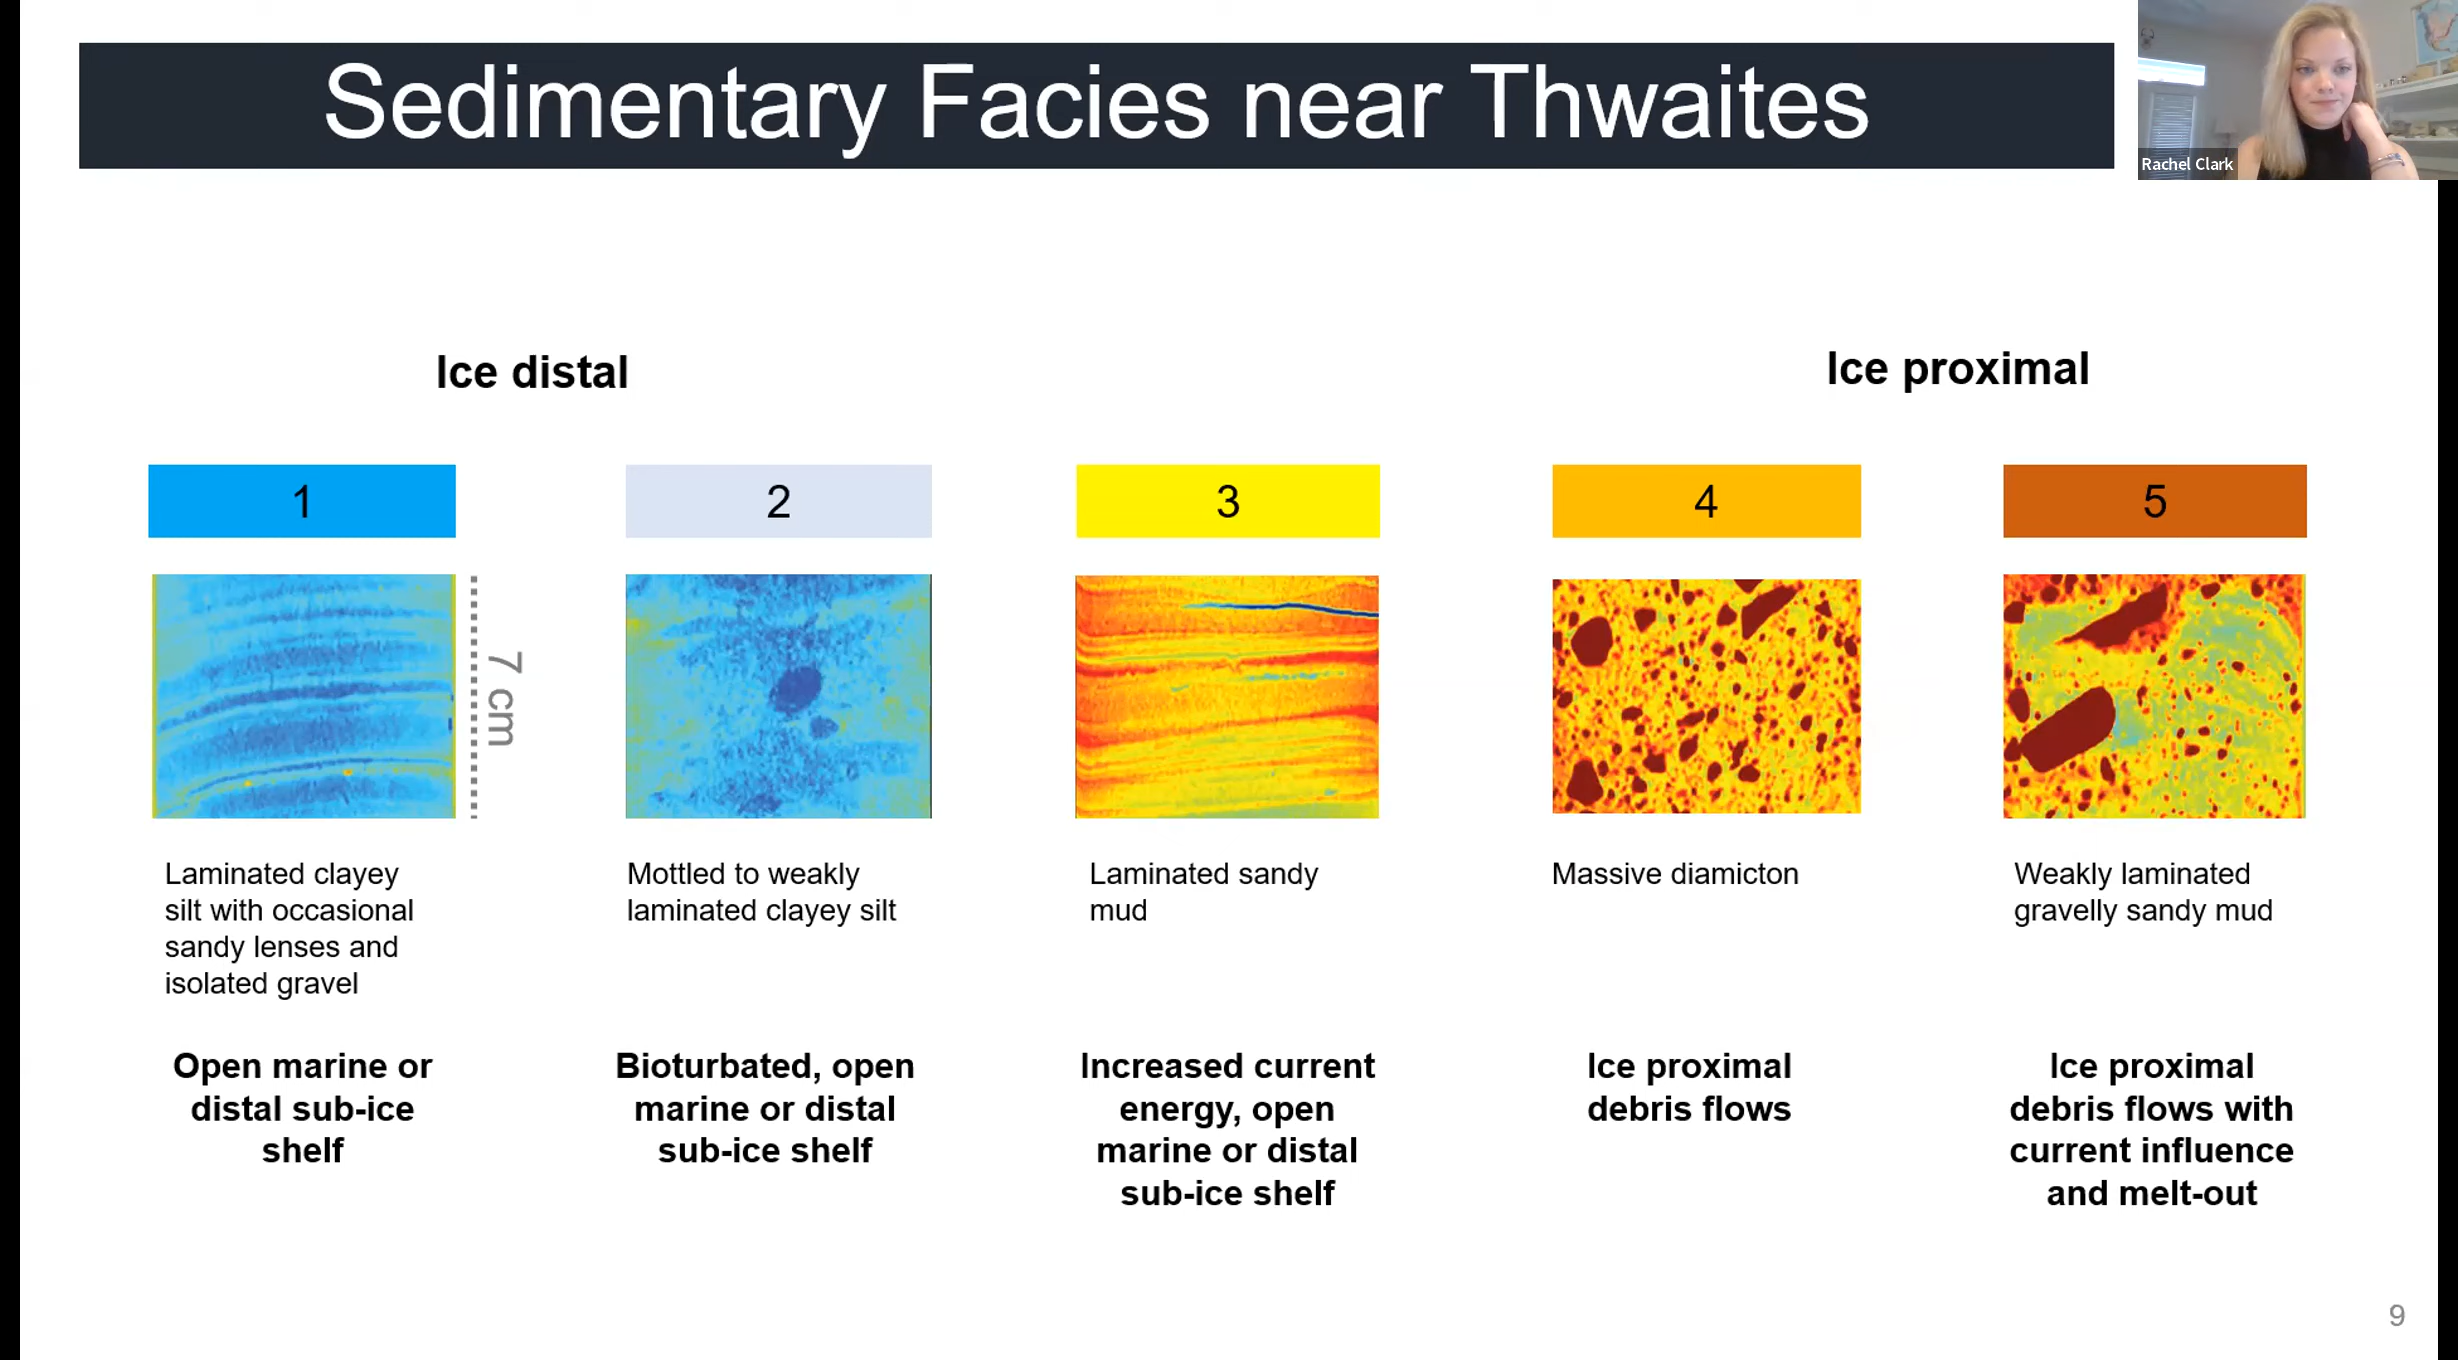 Sedimentary Facies near Thwaites
Rachel Clark
Ice distal
Ice proximal
1
2
3
4
5
7 cm
Laminated clayey
silt with occasional
sandy lenses and
isolated gravel
Mottled to weakly
laminated clayey silt
Laminated sandy
mud
Massive diamicton
Weakly laminated
gravelly sandy mud
Open marine or
distal sub-ice
shelf
Bioturbated, open
marine or distal
sub-ice shelf
Increased current
energy, open
marine or distal
sub-ice shelf
Ice proximal
debris flows
Ice proximal
debris flows with
current influence
and melt-out
9